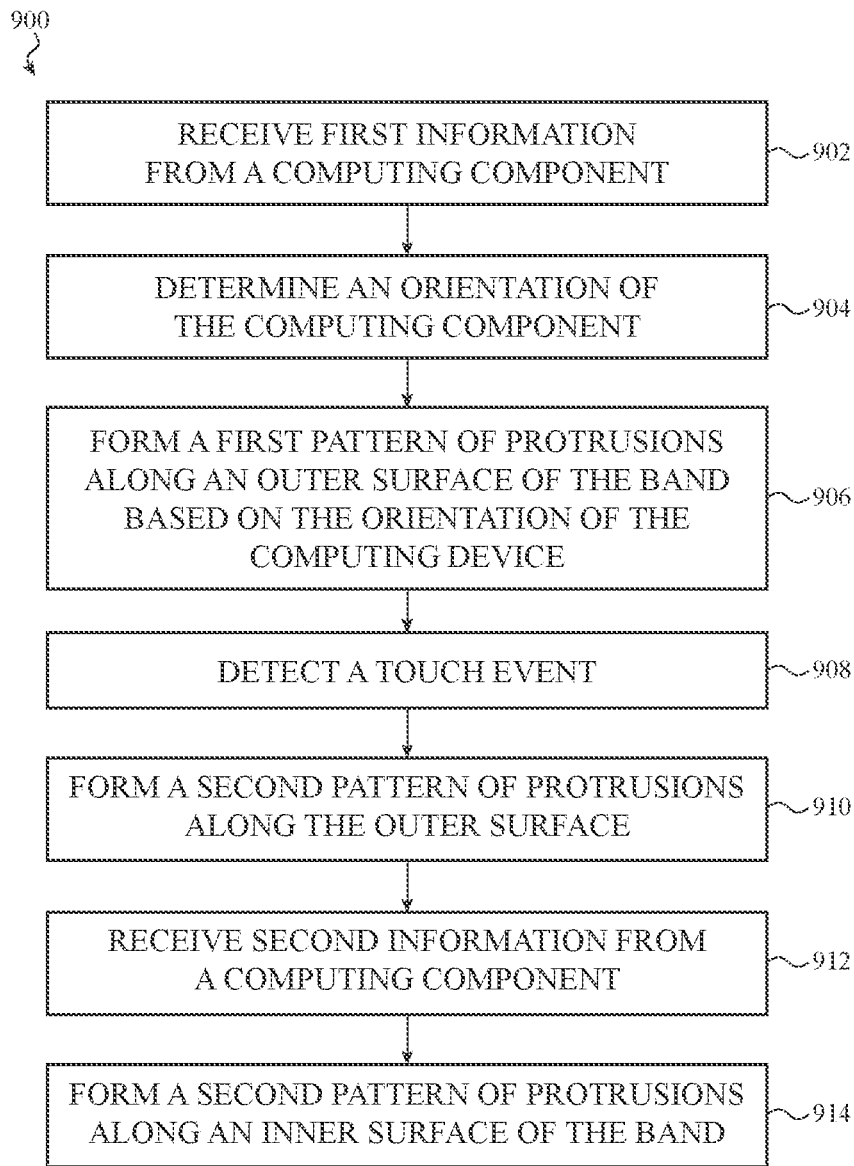 900
RECEIVE FIRST INFORMATION
FROM A COMPUTING COMPONENT
902
DETERMINE AN ORIENTATION OF
THE COMPUTING COMPONENT
904
FORM A FIRST PATTERN OF PROTRUSIONS
ALONG AN OUTER SURFACE OF THE BAND
BASED ON THE ORIENTATION OF THE
COMPUTING DEVICE
906
DETECT A TOUCH EVENT
908
FORM A SECOND PATTERN OF PROTRUSIONS
ALONG THE OUTER SURFACE
910
RECEIVE SECOND INFORMATION FROM
A COMPUTING COMPONENT
912
FORM A SECOND PATTERN OF PROTRUSIONS
ALONG AN INNER SURFACE OF THE BAND
914